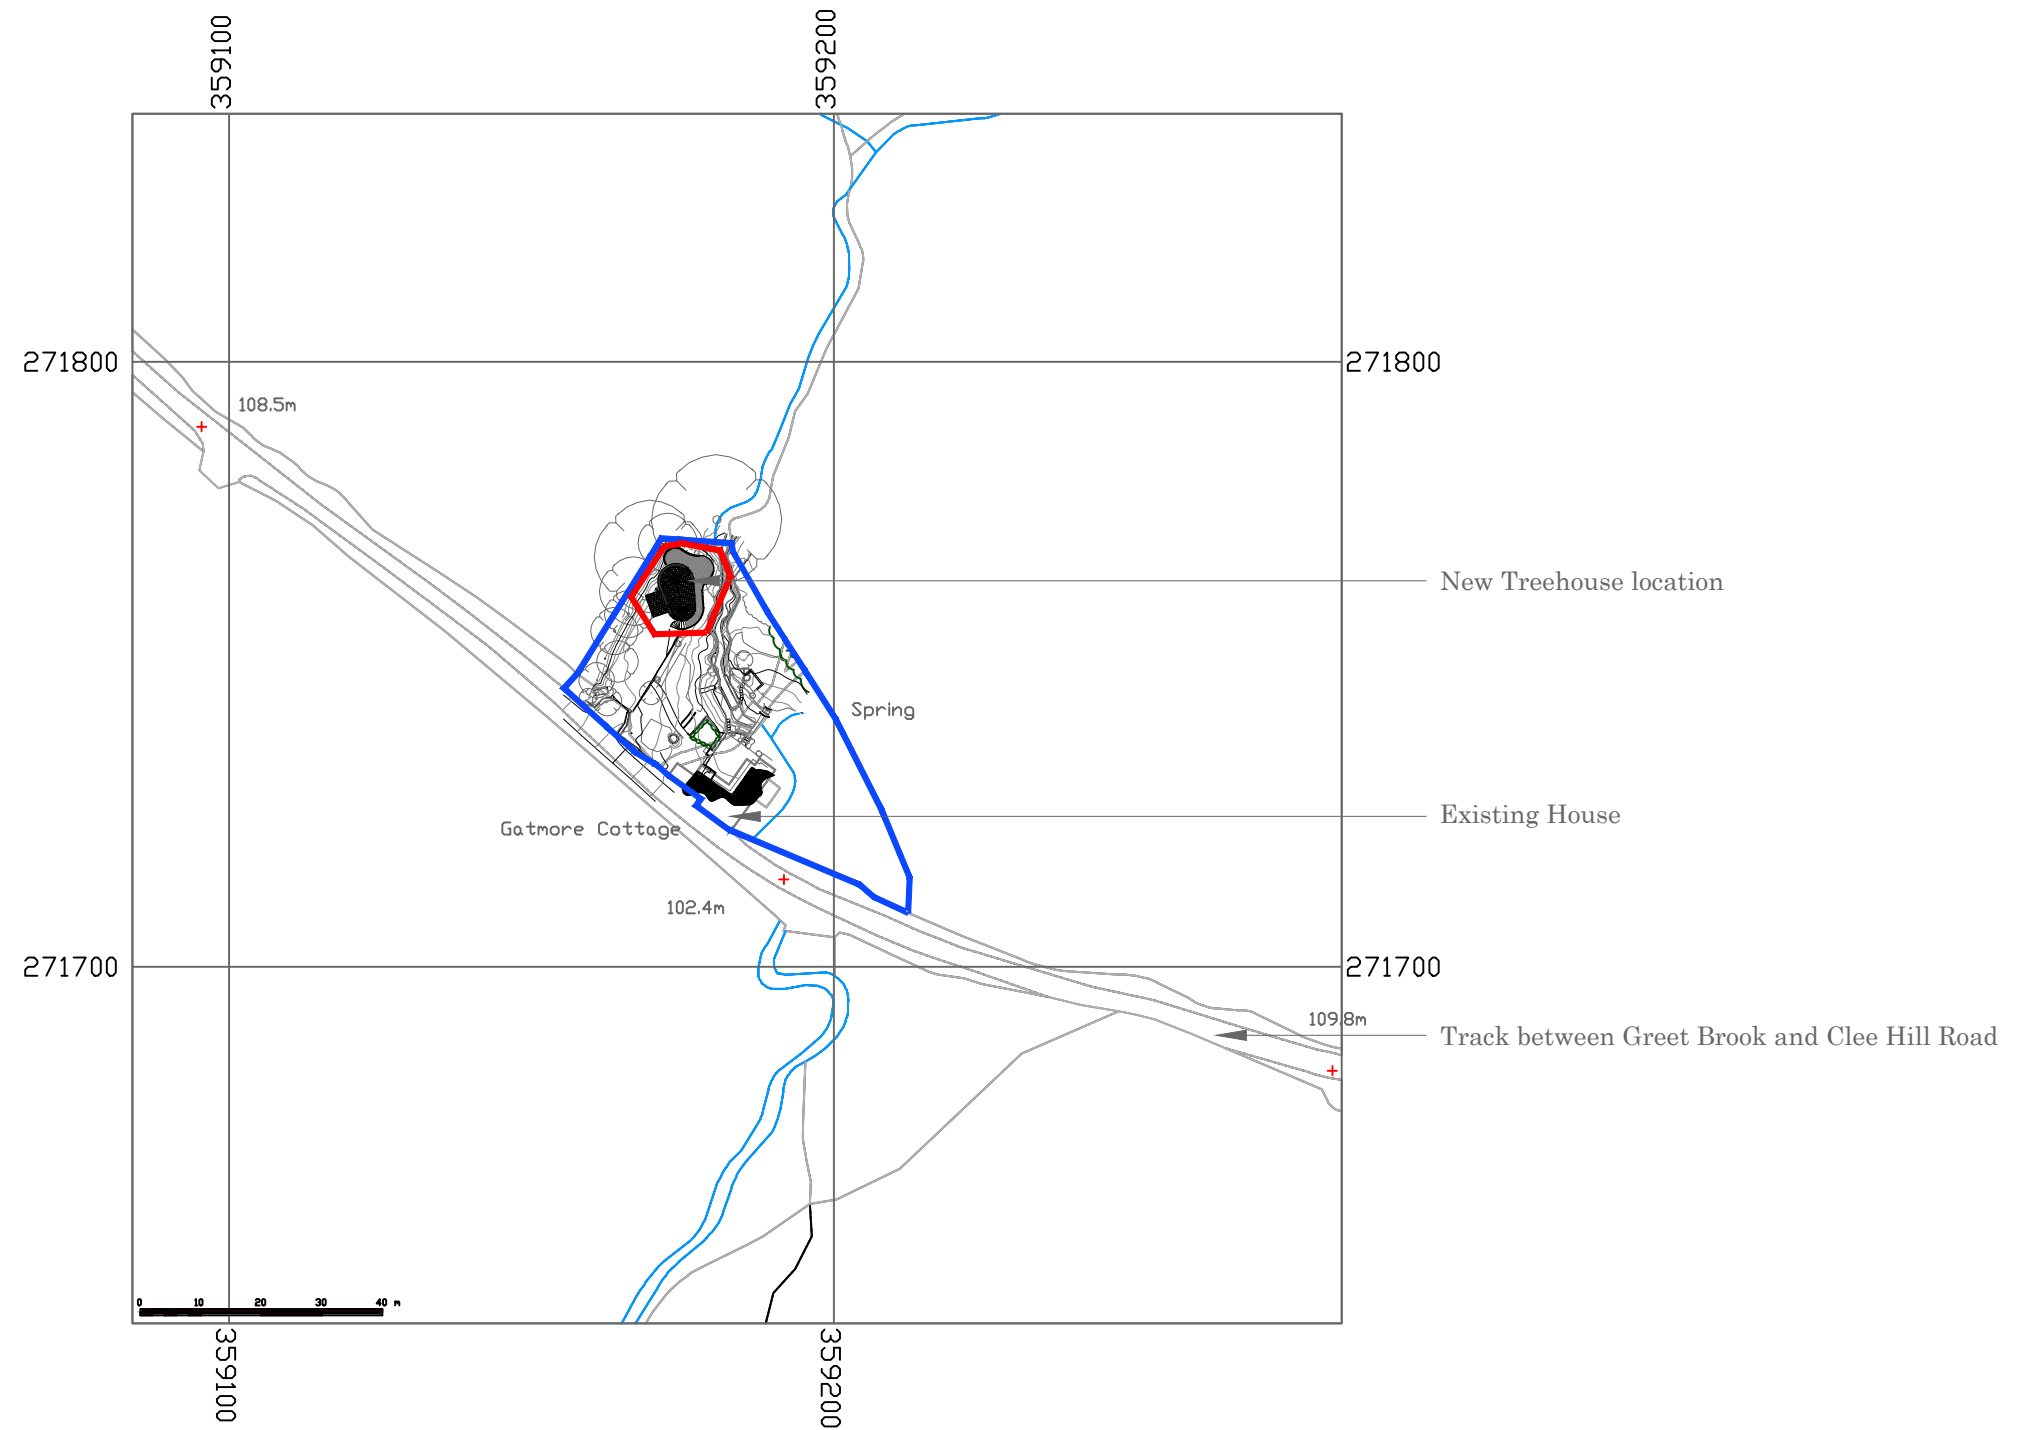 359100
359200
271800
271800
108.5m
New Treehouse location
Spring
Existing House
Gatmore Cottage
102.4m
271700
271700
109.8m
Track between Greet Brook and Clee Hill Road
0 10 20 30 40 m
359100
359200